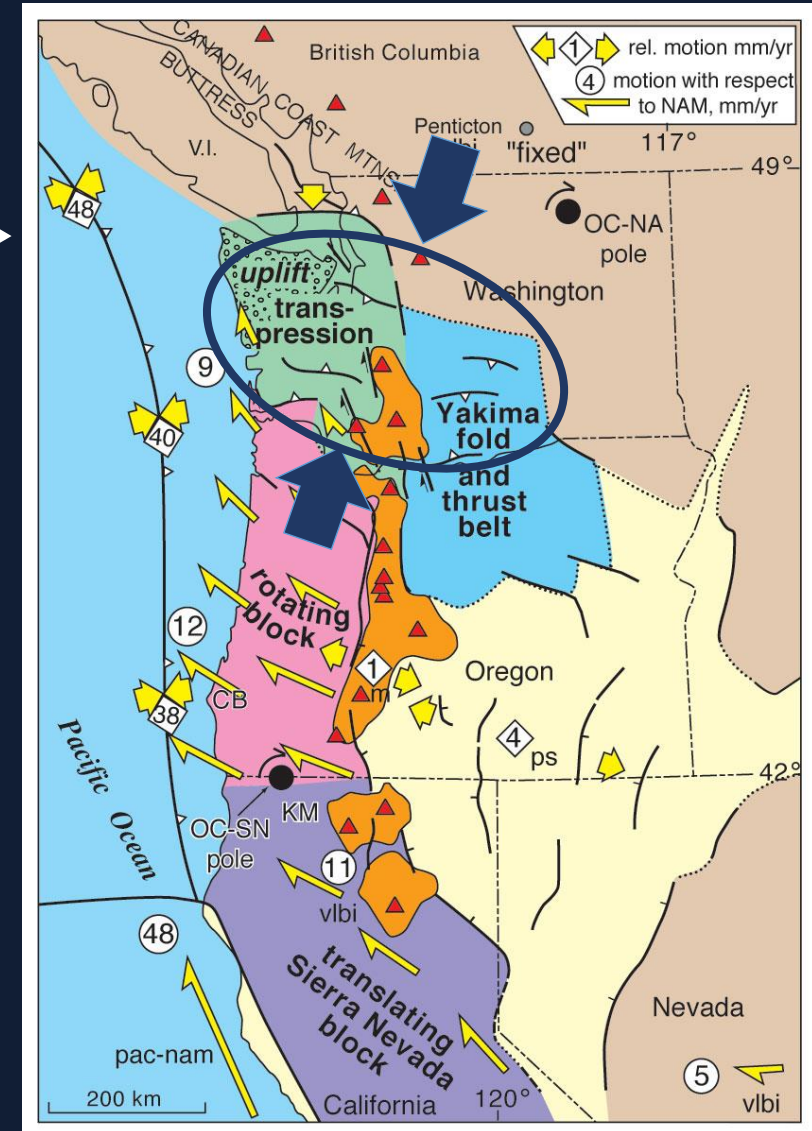 CANADIAN COAST MTNS.
BUTTRESS
British Columbia
1 rel. motion mm/yr
4 motion with respect
to NAM, mm/yr
Penticton
"fixed"
117°
49°
V.I.
48
OC-NA
pole
uplift
trans-
pression
Washington
9
40
Yakima
fold
and
thrust
belt
rotating
block
12
1
m
Oregon
CB
38
4
ps
42°
Pacific Ocean
OC-SN
pole
KM
11
vlbi
48
translating
Sierra Nevada
block
Nevada
pac-nam
5
vlbi
200 km
California
120°